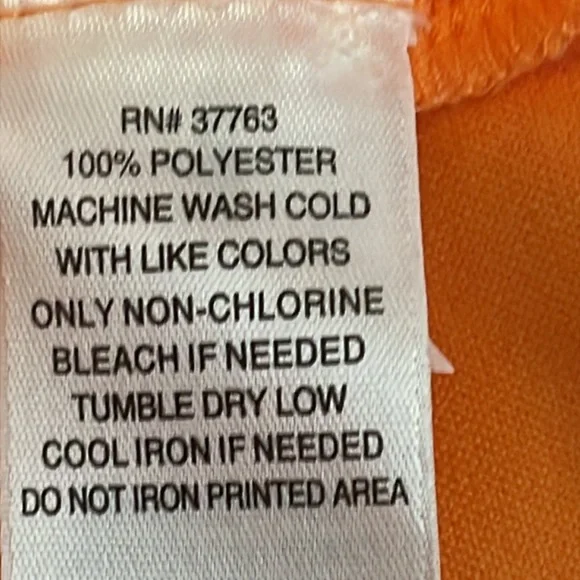 RN# 37763
100% POLYESTER
MACHINE WASH COLD
WITH LIKE COLORS
ONLY NON-CHLORINE
BLEACH IF NEEDED
TUMBLE DRY LOW
COOL IRON IF NEEDED
DO NOT IRON PRINTED AREA